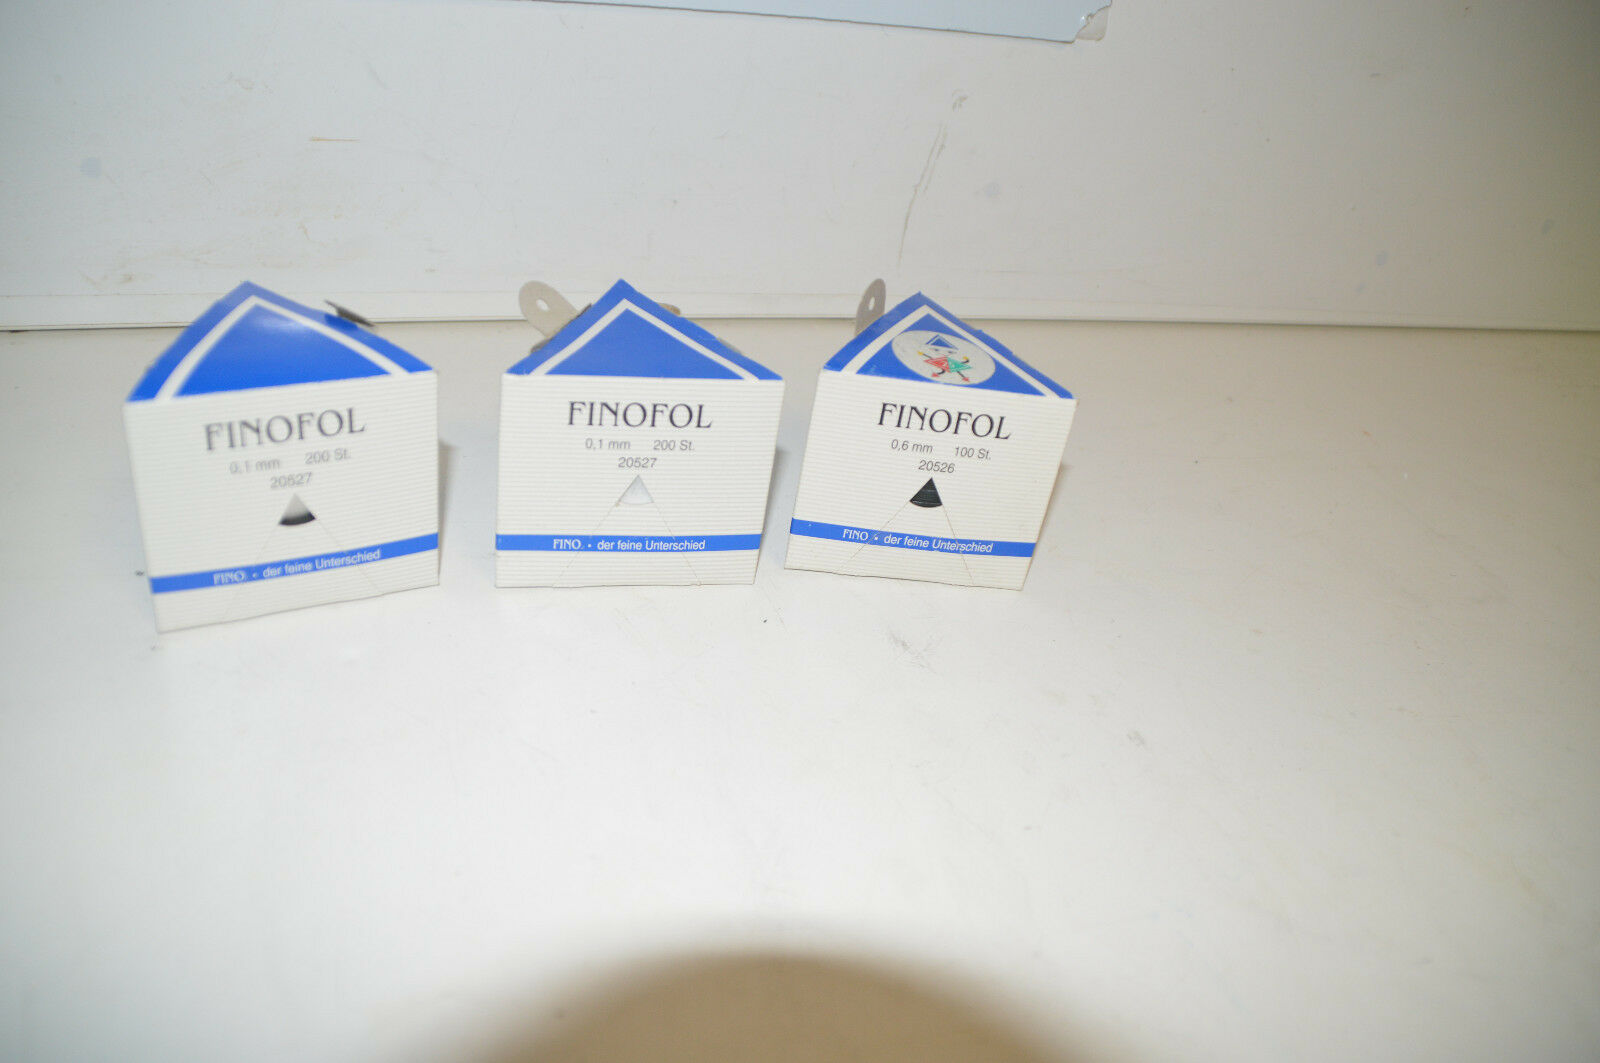 FINOFOL
0,1 mm 200 St.
20527
FINO • der feine Unterschied
FINOFOL
0,1 mm 200 St.
20527
FINO • der feine Unterschied
FINOFOL
0,6 mm 100 St.
20526
FINO • der feine Unterschied